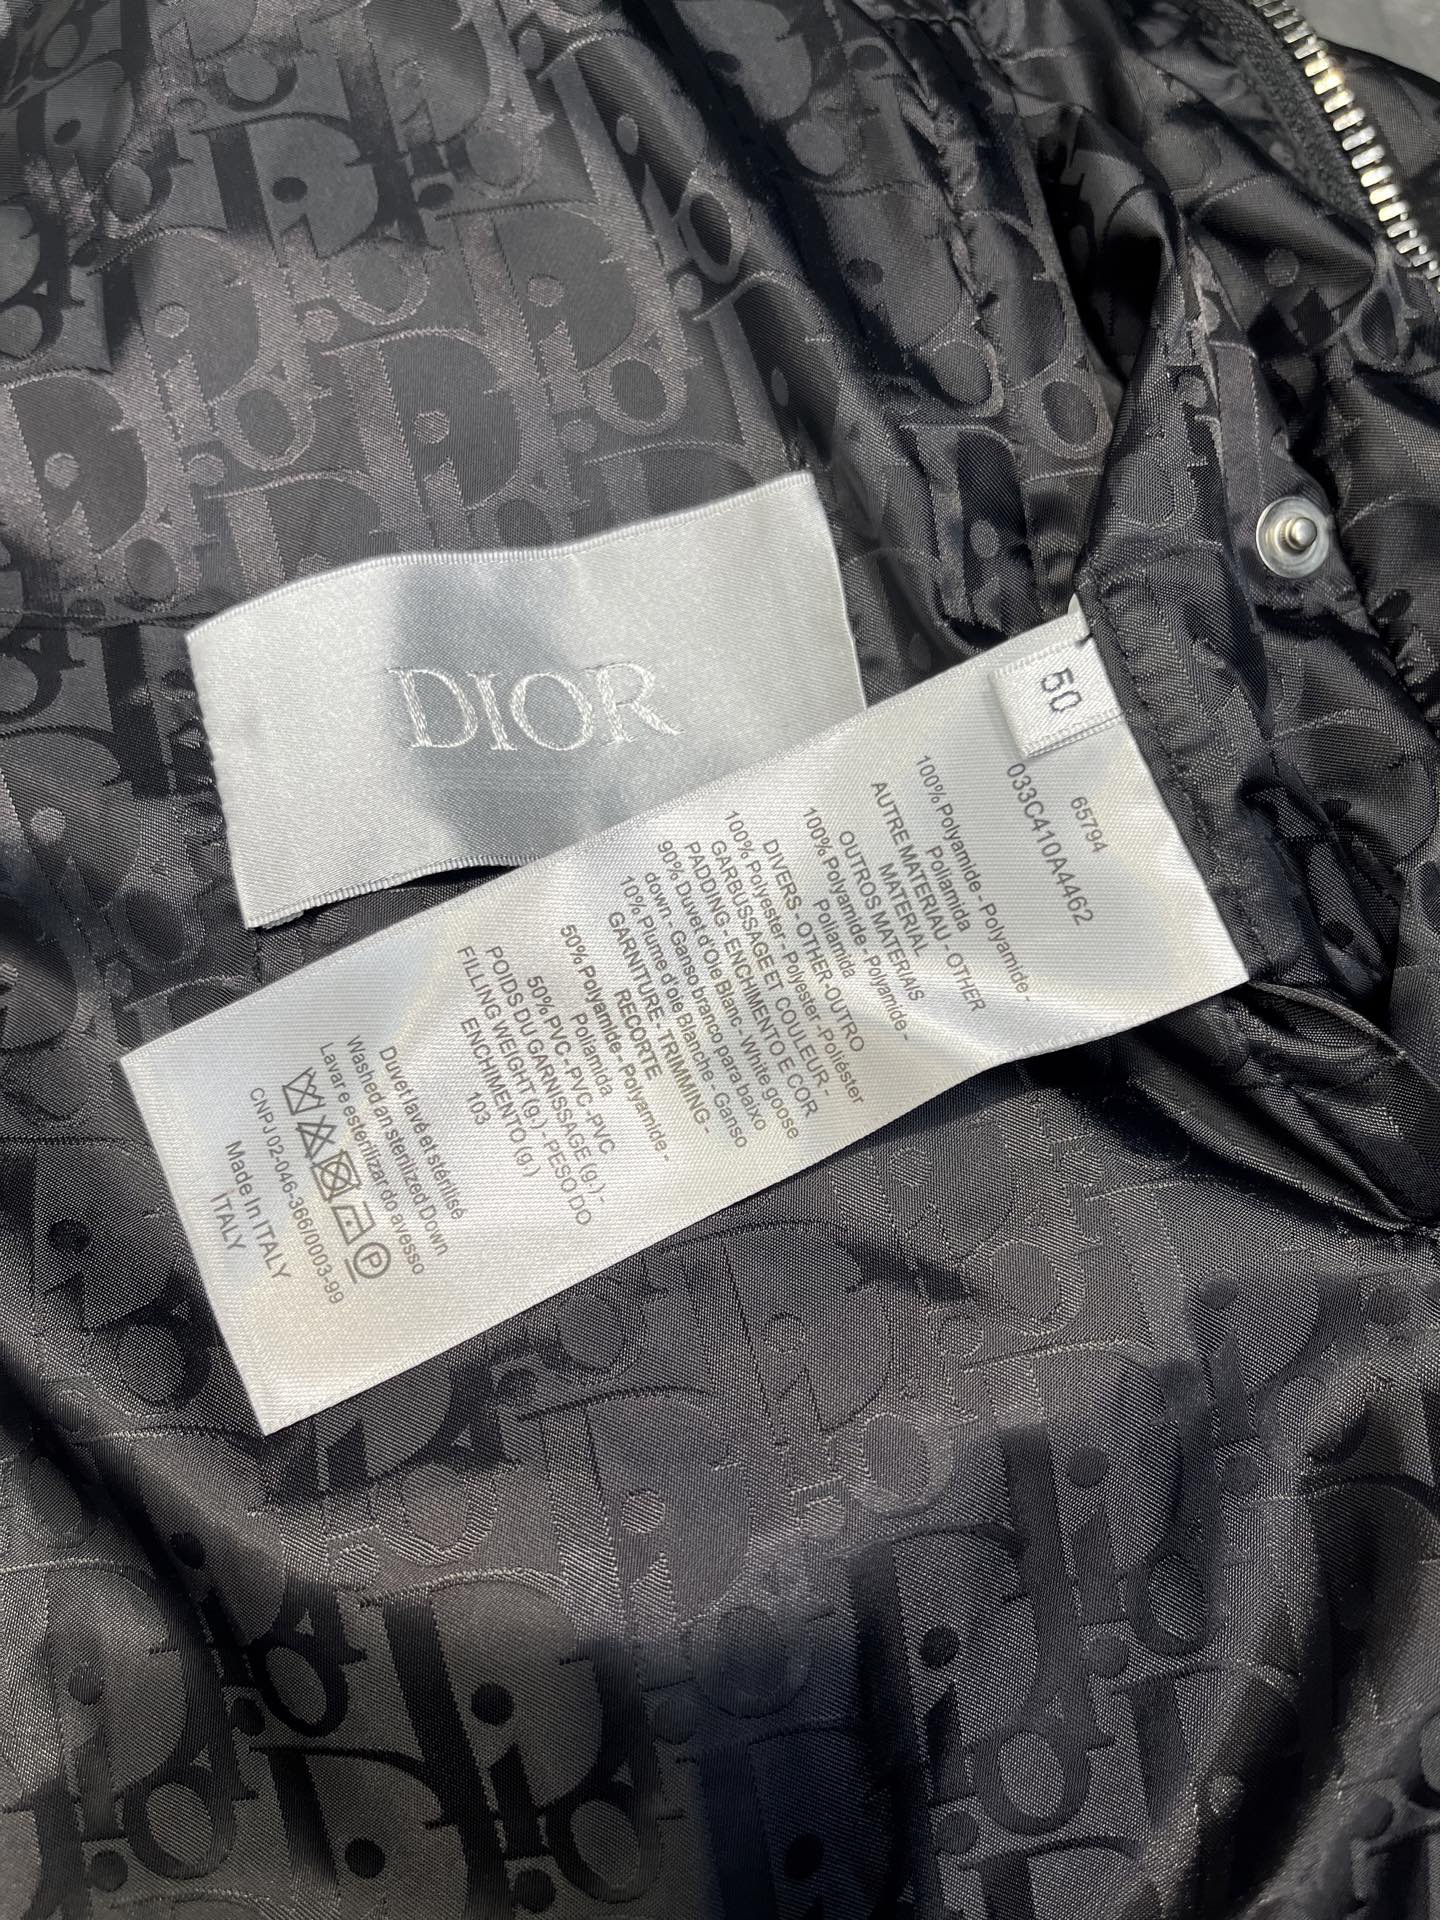 DIOR
50
65794
033C410A4462
100% Polyamide - Polyamide -
Poliamida
AUTRE MATERIAU - OTHER
MATERIAL
OUTROS MATERIAIS
100% Polyamide - Polyamide -
Poliamida
DIVERS - OTHER-OUTRO
100% Polyester - Polyester -Poliéster
GARBUSSAGE ET COULEUR -
PADDING - ENCHIMENTO E COR
90% Duvet d'Oie Blanc - White goose
down - Ganso branco para baixo
10% Plume d'oie Blanche - Ganso
GARNITURE - TRIMMING -
RECORTE
50% Polyamide - Polyamide -
Poliamida
50% PVC - PVC - PVC
POIDS DU GARNISSAGE (g.) -
FILLING WEIGHT (g.) - PESO DO
ENCHIMENTO (g.)
103
Duvet lavé et stérilisé
Washed an sterilized Down
Lavar e esterilizar do avesso
P
CNPJ 02-046-366/0003-99
Made In ITALY
ITALY